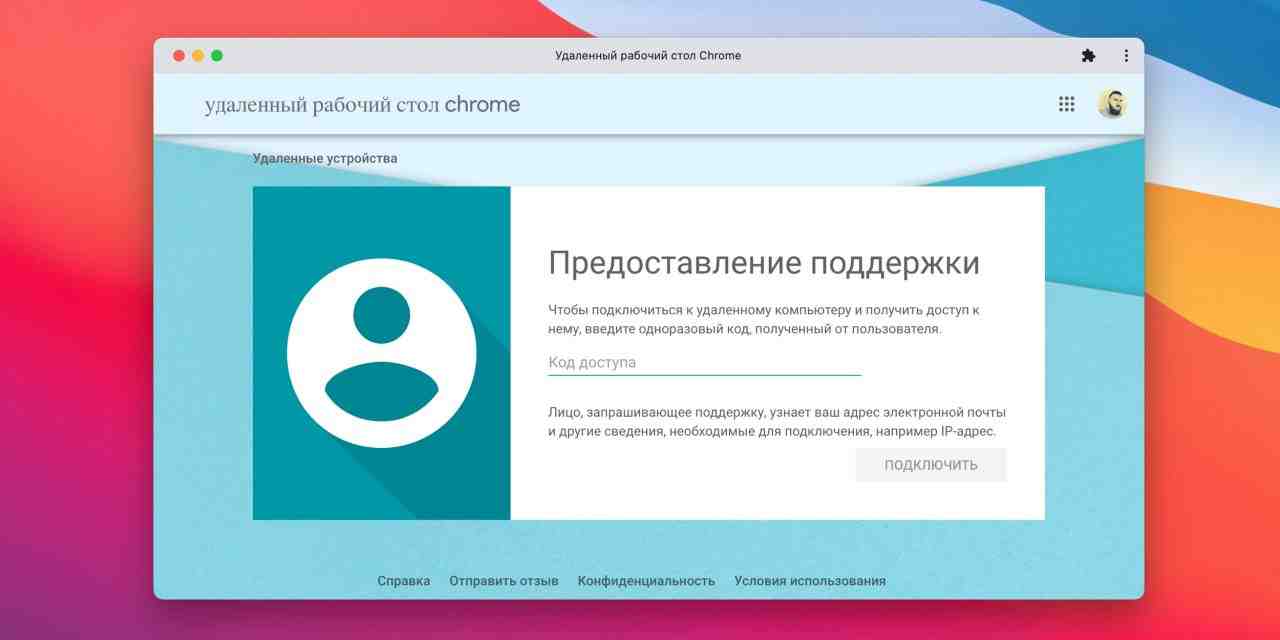 Удаленный рабочий стол Chrome
удаленный рабочий стол chrome
Удаленные устройства
Предоставление поддержки
Чтобы подключиться к удаленному компьютеру и получить доступ к
нему, введите одноразовый код, полученный от пользователя.
Код доступа
Лицо, запрашивающее поддержку, узнает ваш адрес электронной почты
и другие сведения, необходимые для подключения, например IP-адрес.
ПОДКЛЮЧИТЬ
Справка Отправить отзыв Конфиденциальность Условия использования